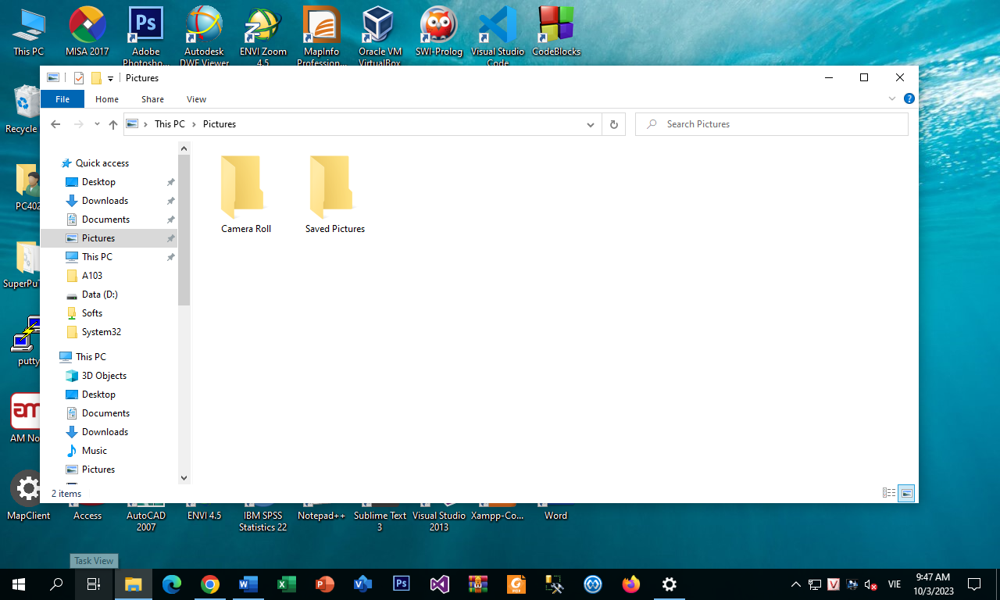 This PC
MISA 2017
Adobe
Photosho...
Autodesk
DWF Viewer
ENVI Zoom
4.5
MapInfo
Profession...
Oracle VM
VirtualBox
SWI-Prolog
Visual Studio
Code
CodeBlocks
Recycle
PC402
SuperPuT
putty
AM No
MapClient
Pictures
File
Home
Share
View
This PC
Pictures
Search Pictures
Quick access
Desktop
Downloads
Documents
Pictures
This PC
A103
Data (D:)
Softs
System32
This PC
3D Objects
Desktop
Documents
Downloads
Music
Pictures
Camera Roll
Saved Pictures
2 items
Access
AutoCAD
2007
ENVI 4.5
IBM SPSS
Statistics 22
Notepad++
Sublime Text
3
Visual Studio
2013
Xampp-Co...
Word
Task View
VIE
9:47 AM
10/3/2023